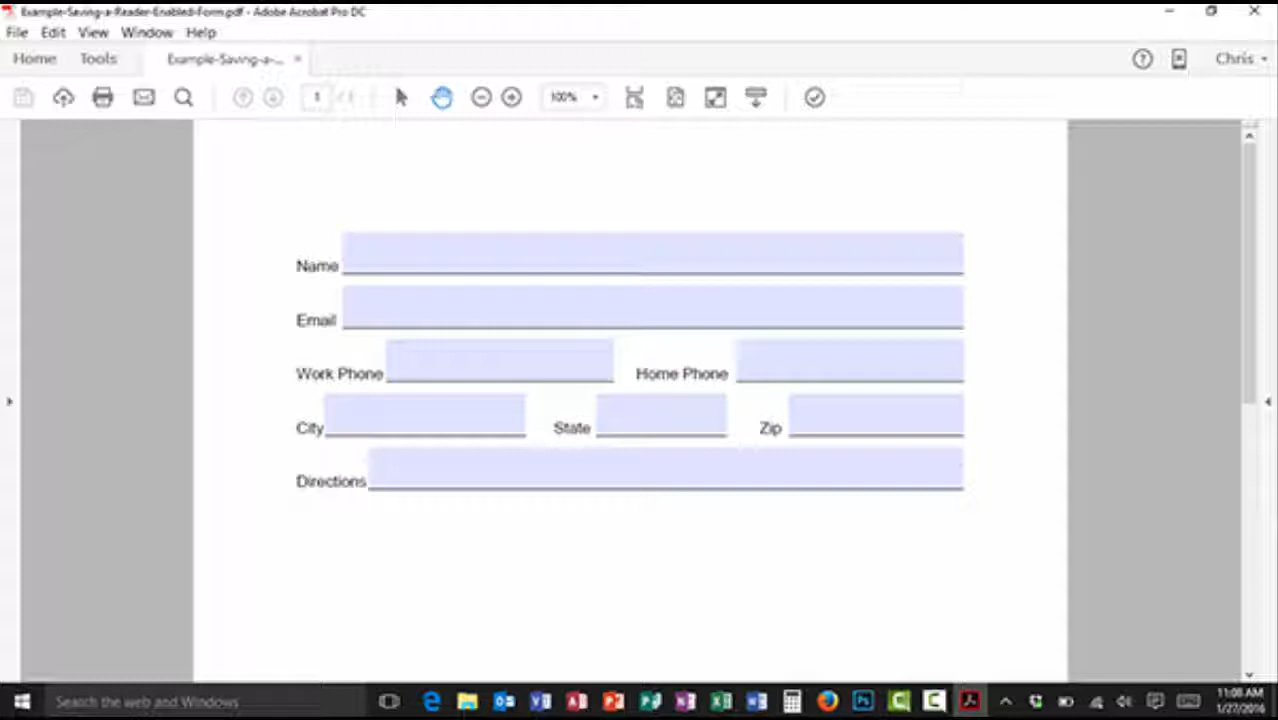 Example-Saving-a-Reader-Enabled-Form.pdf - Adobe Acrobat Pro DC
File Edit View Window Help
Home Tools Example-Saving-a-... × Chris
1 / 1 100%
Name
Email
Work Phone Home Phone
City State Zip
Directions
Search the web and Windows
11:08 AM
1/27/2016